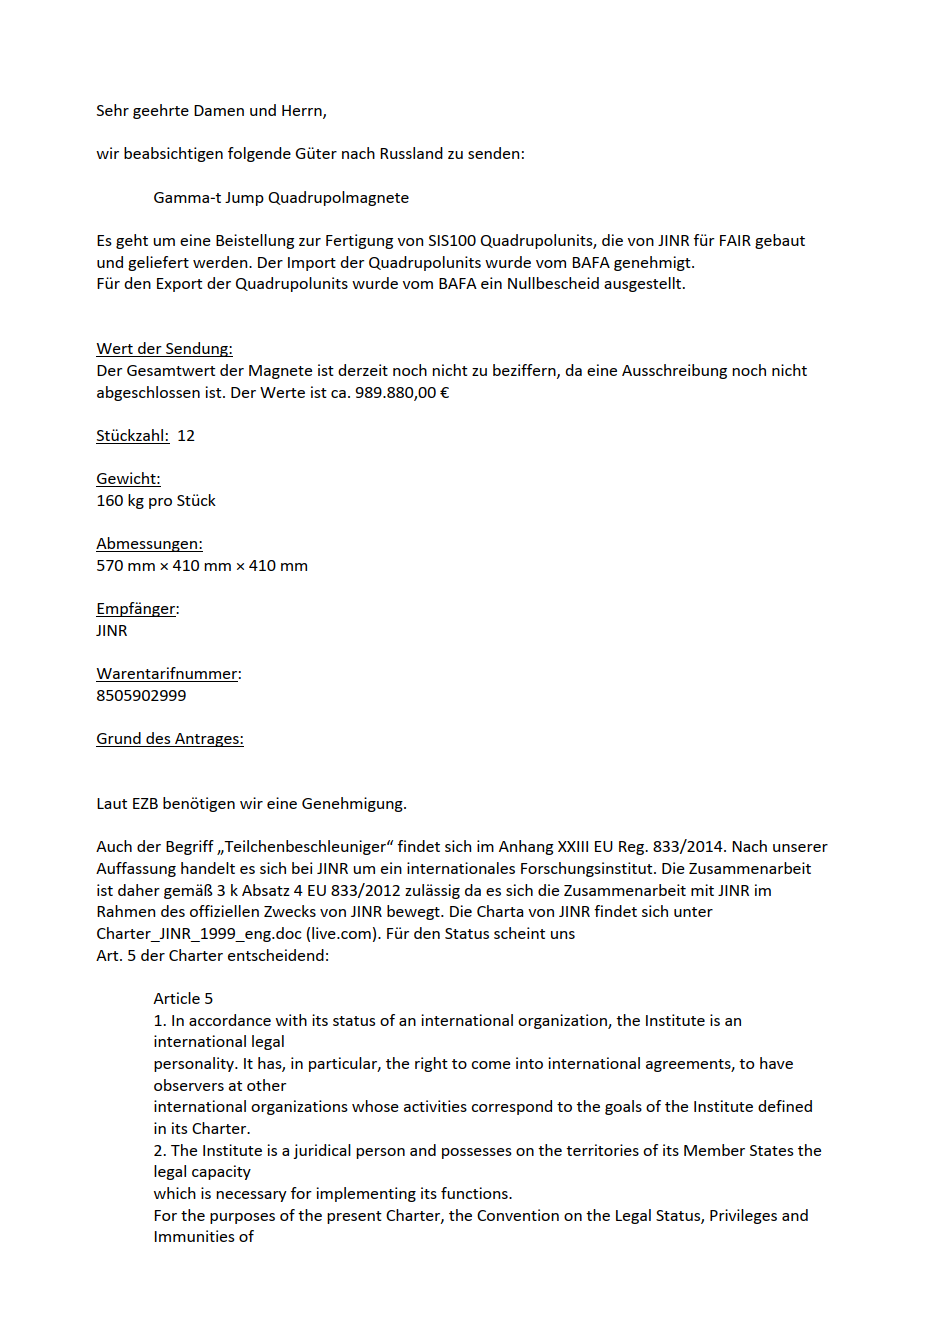 Sehr geehrte Damen und Herrn,
wir beabsichtigen folgende Güter nach Russland zu senden:
Gamma-t Jump Quadrupolmagnete
Es geht um eine Beistellung zur Fertigung von SIS100 Quadrupolunits, die von JINR für FAIR gebaut
und geliefert werden. Der Import der Quadrupolunits wurde vom BAFA genehmigt.
Für den Export der Quadrupolunits wurde vom BAFA ein Nullbescheid ausgestellt.
Wert der Sendung:
Der Gesamtwert der Magnete ist derzeit noch nicht zu beziffern, da eine Ausschreibung noch nicht
abgeschlossen ist. Der Werte ist ca. 989.880,00 €
Stückzahl: 12
Gewicht:
160 kg pro Stück
Abmessungen:
570 mm × 410 mm × 410 mm
Empfänger:
JINR
Warentarifnummer:
8505902999
Grund des Antrages:
Laut EZB benötigen wir eine Genehmigung.
Auch der Begriff „Teilchenbeschleuniger“ findet sich im Anhang XXIII EU Reg. 833/2014. Nach unserer
Auffassung handelt es sich bei JINR um ein internationales Forschungsinstitut. Die Zusammenarbeit
ist daher gemäß 3 k Absatz 4 EU 833/2012 zulässig da es sich die Zusammenarbeit mit JINR im
Rahmen des offiziellen Zwecks von JINR bewegt. Die Charta von JINR findet sich unter
Charter_JINR_1999_eng.doc (live.com). Für den Status scheint uns
Art. 5 der Charter entscheidend:
Article 5
1. In accordance with its status of an international organization, the Institute is an
international legal
personality. It has, in particular, the right to come into international agreements, to have
observers at other
international organizations whose activities correspond to the goals of the Institute defined
in its Charter.
2. The Institute is a juridical person and possesses on the territories of its Member States the
legal capacity
which is necessary for implementing its functions.
For the purposes of the present Charter, the Convention on the Legal Status, Privileges and
Immunities of